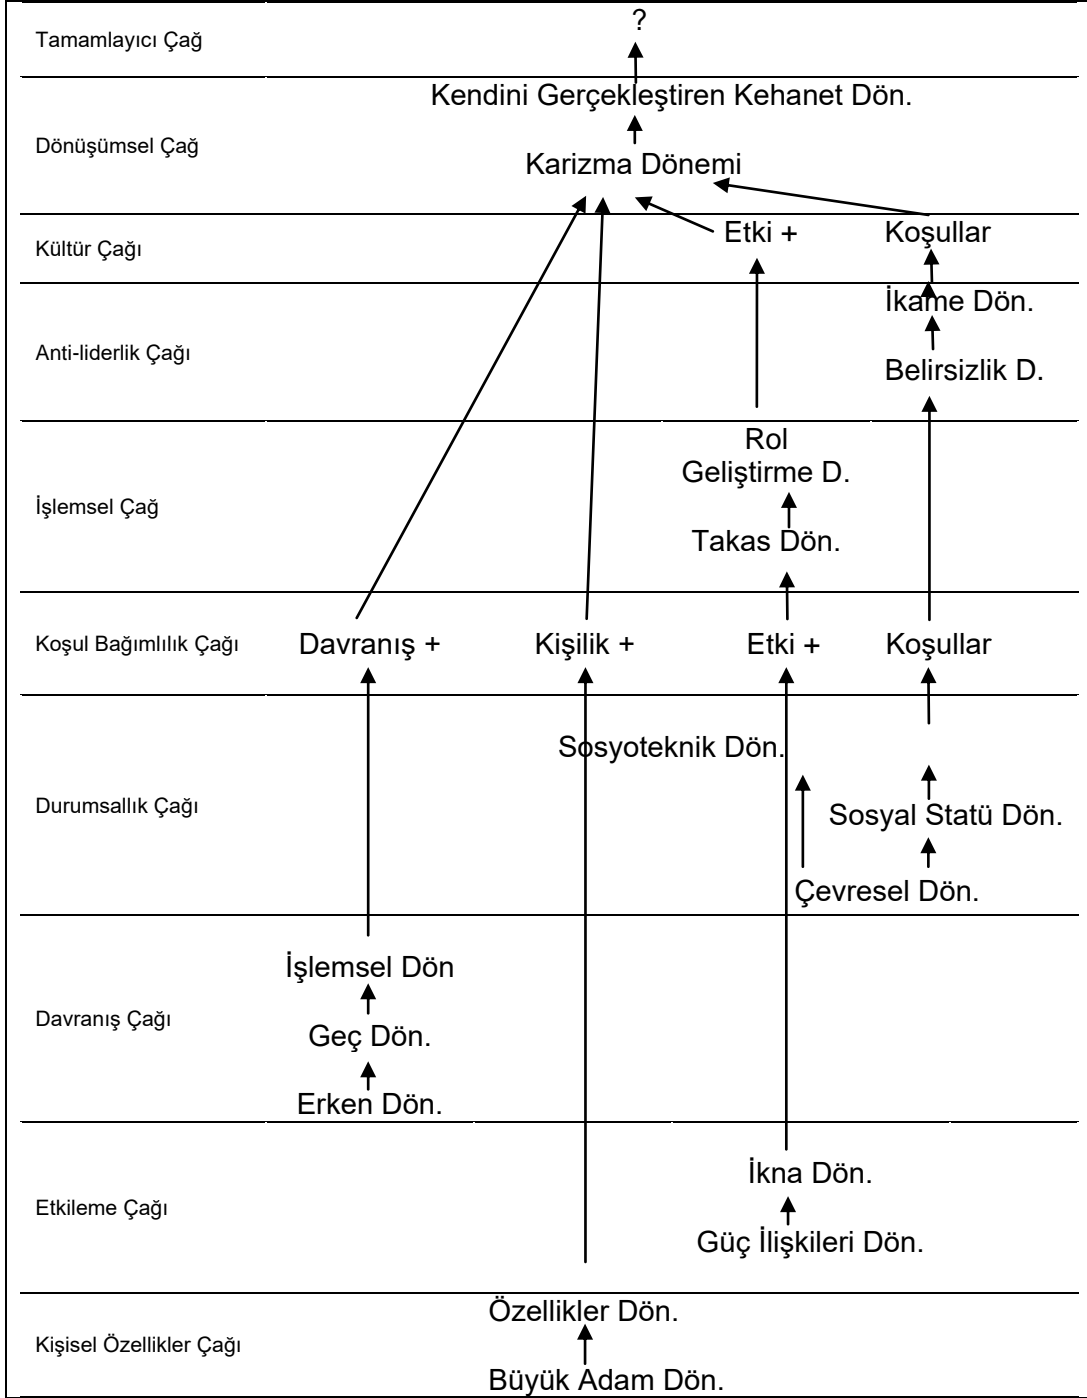 ?
Tamamlayıcı Çağ
Kendini Gerçekleştiren Kehanet Dön.
Dönüşümsel Çağ
Karizma Dönemi
Kültür Çağı
Etki +
Koşullar
İkame Dön.
Anti-liderlik Çağı
Belirsizlik D.
Rol
Geliştirme D.
İşlemsel Çağ
Takas Dön.
Koşul Bağımlılık Çağı
Davranış +
Kişilik +
Etki +
Koşullar
Sosyoteknik Dön.
Durumsallık Çağı
Sosyal Statü Dön.
Çevresel Dön.
İşlemsel Dön
Davranış Çağı
Geç Dön.
Erken Dön.
İkna Dön.
Etkileme Çağı
Güç İlişkileri Dön.
Özellikler Dön.
Kişisel Özellikler Çağı
Büyük Adam Dön.